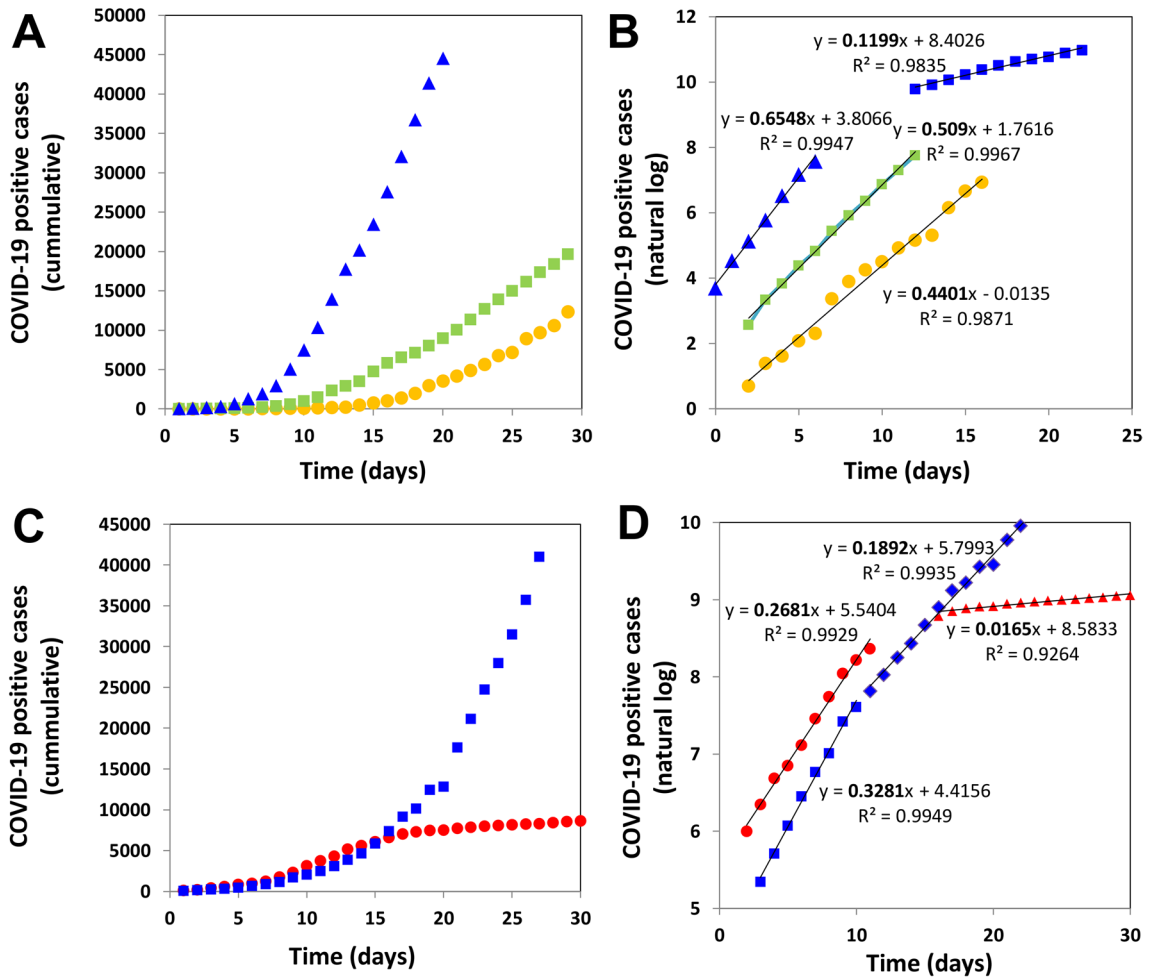 A
COVID-19 positive cases
(cummulative)
50000
45000
40000
35000
30000
25000
20000
15000
10000
5000
0
0 5 10 15 20 25 30
Time (days)
B
COVID-19 positive cases
(natural log)
12
10
8
6
4
2
0
y = 0.1199x + 8.4026
R² = 0.9835
y = 0.6548x + 3.8066
R² = 0.9947
y = 0.509x + 1.7616
R² = 0.9967
y = 0.4401x - 0.0135
R² = 0.9871
0 5 10 15 20 25
Time (days)
C
COVID-19 positive cases
(cummulative)
45000
40000
35000
30000
25000
20000
15000
10000
5000
0
0 5 10 15 20 25 30
Time (days)
D
COVID-19 positive cases
(natural log)
10
9
8
7
6
5
y = 0.1892x + 5.7993
R² = 0.9935
y = 0.2681x + 5.5404
R² = 0.9929
y = 0.0165x + 8.5833
R² = 0.9264
y = 0.3281x + 4.4156
R² = 0.9949
0 10 20 30
Time (days)